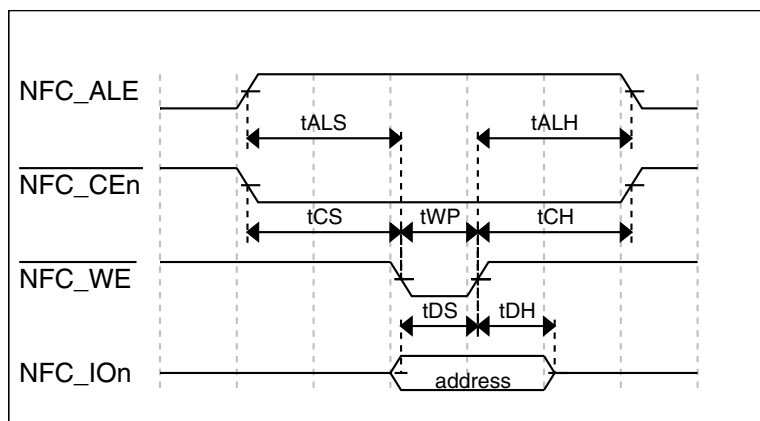 NFC_ALE
tALS tALH
NFC_CEn
tCS tWP tCH
NFC_WE
tDS tDH
NFC_IOn address